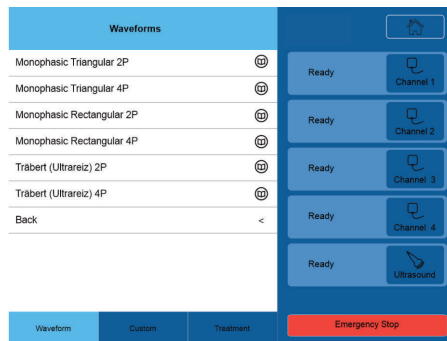 Waveforms
Monophasic Triangular 2P
Monophasic Triangular 4P
Monophasic Rectangular 2P
Monophasic Rectangular 4P
Träbert (Ultrareiz) 2P
Träbert (Ultrareiz) 4P
Back <
Waveform Custom Treatment
Ready Channel 1
Ready Channel 2
Ready Channel 3
Ready Channel 4
Ready Ultrasound
Emergency Stop